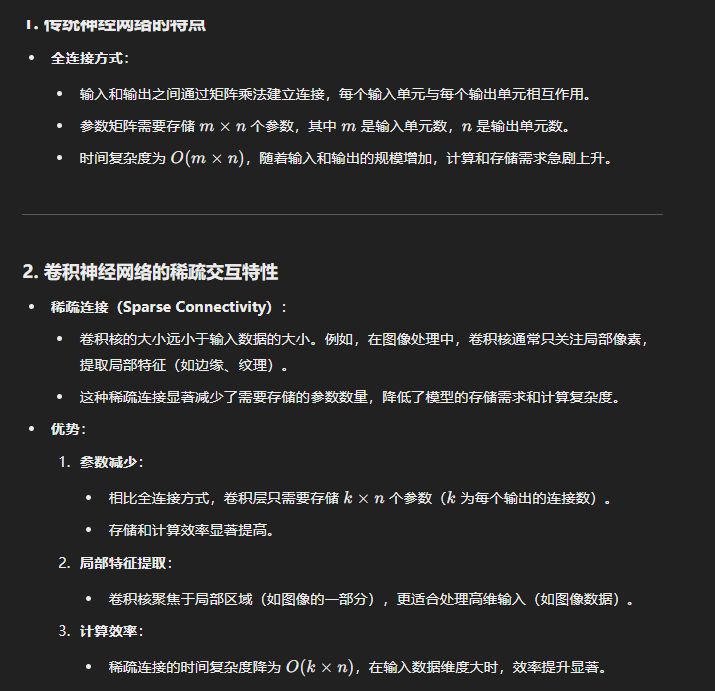 1. 传统神经网络的特点
• 全连接方式：
• 输入和输出之间通过矩阵乘法建立连接，每个输入单元与每个输出单元相互作用。
• 参数矩阵需要存储 m × n 个参数，其中 m 是输入单元数，n 是输出单元数。
• 时间复杂度为 O(m × n)，随着输入和输出的规模增加，计算和存储需求急剧上升。
2. 卷积神经网络的稀疏交互特性
• 稀疏连接（Sparse Connectivity）：
• 卷积核的大小远小于输入数据的大小。例如，在图像处理中，卷积核通常只关注局部像素，
提取局部特征（如边缘、纹理）。
• 这种稀疏连接显著减少了需要存储的参数数量，降低了模型的存储需求和计算复杂度。
• 优势：
1. 参数减少：
• 相比全连接方式，卷积层只需要存储 k × n 个参数（k 为每个输出的连接数）。
• 存储和计算效率显著提高。
2. 局部特征提取：
• 卷积核聚焦于局部区域（如图像的一部分），更适合处理高维输入（如图像数据）。
3. 计算效率：
• 稀疏连接的时间复杂度降为 O(k × n)，在输入数据维度大时，效率提升显著。